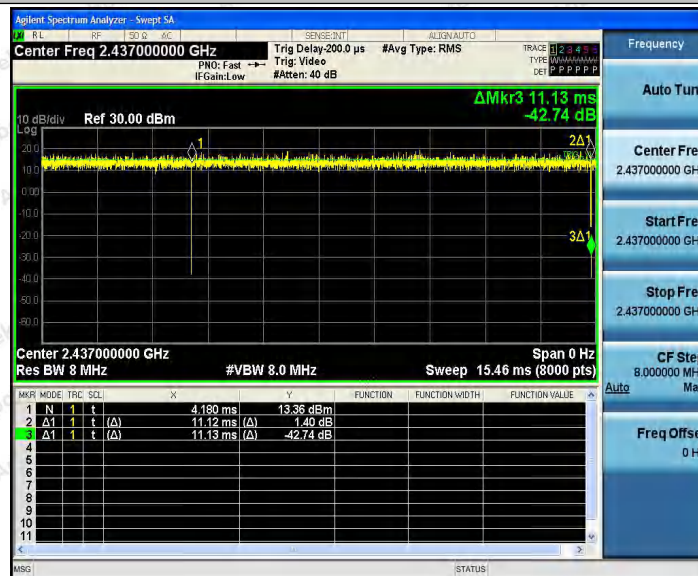 Agilent Spectrum Analyzer - Swept SA
RL RF 50 Ω AC SENSE:INT ALIGNAUTO
Center Freq 2.437000000 GHz
PNO: Fast
IFGain:Low
Trig Delay-200.0 µs
Trig: Video
#Atten: 40 dB
#Avg Type: RMS
TRACE 1 2 3 4 5 6
TYPE
DET P P P P P P
ΔMkr3 11.13 ms
-42.74 dB
10 dB/div Ref 30.00 dBm
Log
20.0
10.0
0.00
-10.0
-20.0
-30.0
-40.0
-50.0
-60.0
1
2Δ1
3Δ1
Center 2.437000000 GHz Span 0 Hz
Res BW 8 MHz #VBW 8.0 MHz Sweep 15.46 ms (8000 pts)
MKR MODE TRC SCL X Y FUNCTION FUNCTION WIDTH FUNCTION VALUE
1 N 1 t 4.180 ms 13.36 dBm
2 Δ1 1 t (Δ) 11.12 ms (Δ) 1.40 dB
3 Δ1 1 t (Δ) 11.13 ms (Δ) -42.74 dB
4
5
6
7
8
9
10
11
MSG STATUS
Frequency
Auto Tun
Center Fre
2.437000000 GH
Start Fre
2.437000000 GH
Stop Fre
2.437000000 GH
CF Ste
8.000000 MH
Auto Ma
Freq Offse
0 H